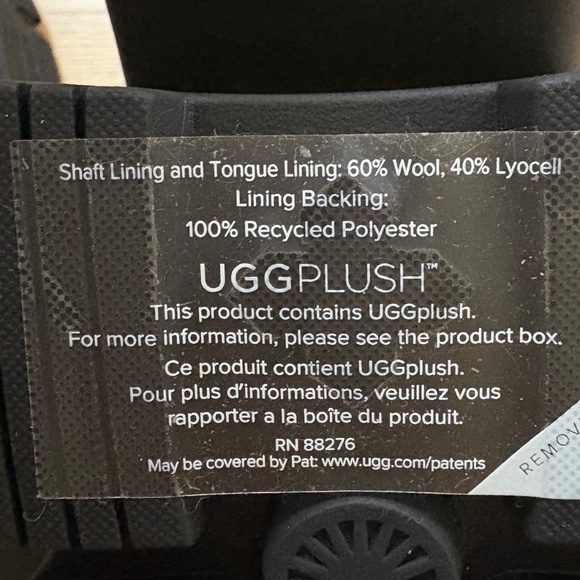 Shaft Lining and Tongue Lining: 60% Wool, 40% Lyocell
Lining Backing:
100% Recycled Polyester
UGGPLUSH™
This product contains UGGplush.
For more information, please see the product box.
Ce produit contient UGGplush.
Pour plus d'informations, veuillez vous
rapporter a la boîte du produit.
RN 88276
May be covered by Pat: www.ugg.com/patents